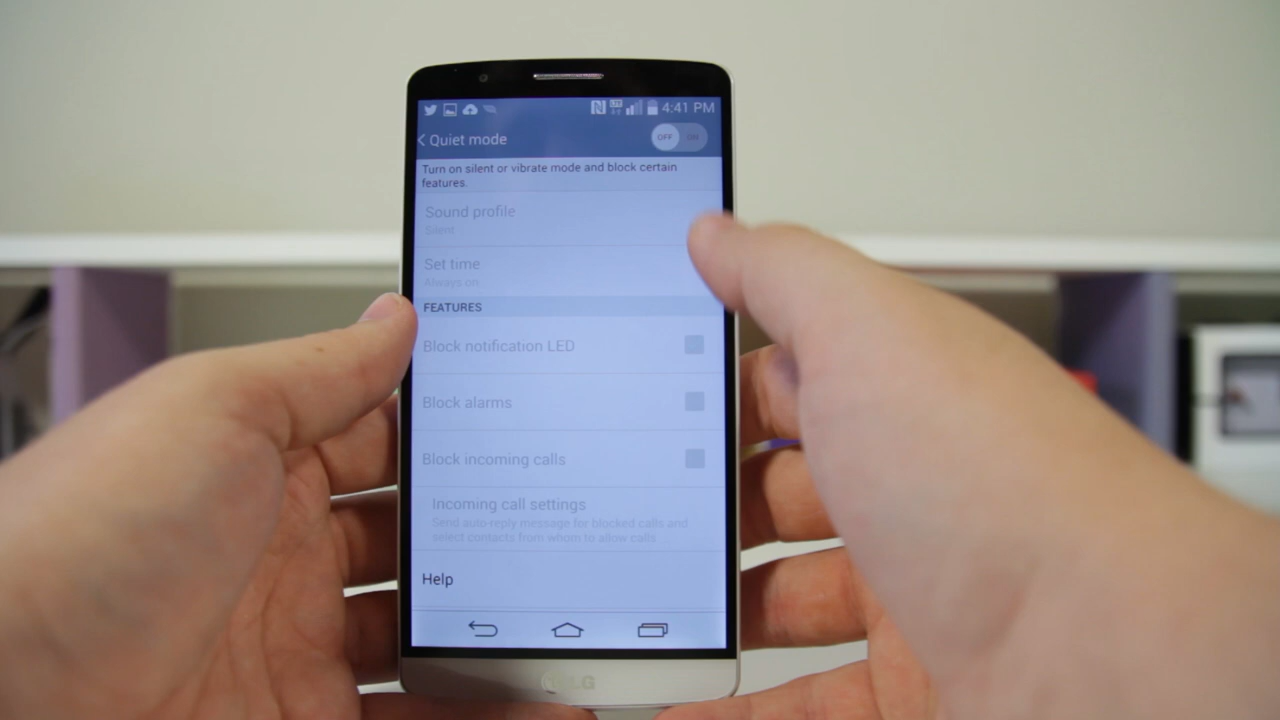 LTE 4:41 PM
Quiet mode OFF ON
Turn on silent or vibrate mode and block certain
features.
Sound profile
Silent
Set time
Always on
FEATURES
Block notification LED
Block alarms
Block incoming calls
Incoming call settings
Send auto-reply message for blocked calls and
select contacts from whom to allow calls
Help
LG